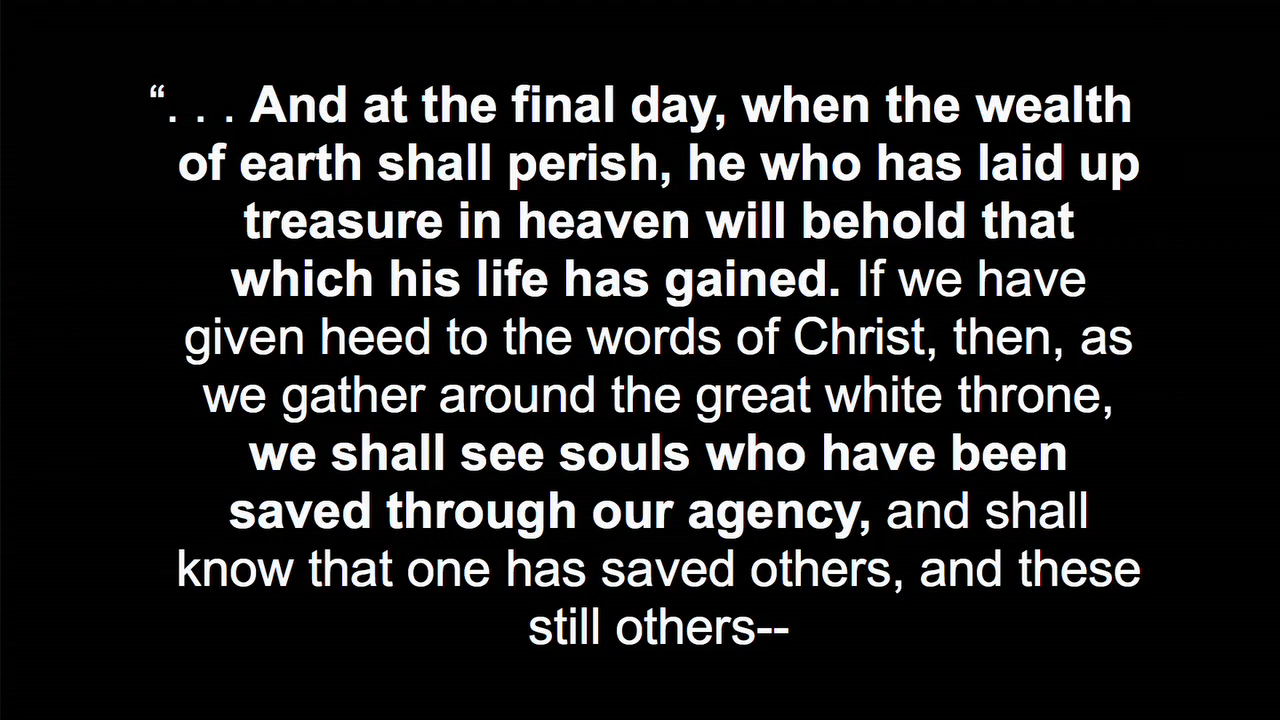 “. . . And at the final day, when the wealth
of earth shall perish, he who has laid up
treasure in heaven will behold that
which his life has gained. If we have
given heed to the words of Christ, then, as
we gather around the great white throne,
we shall see souls who have been
saved through our agency, and shall
know that one has saved others, and these
still others--